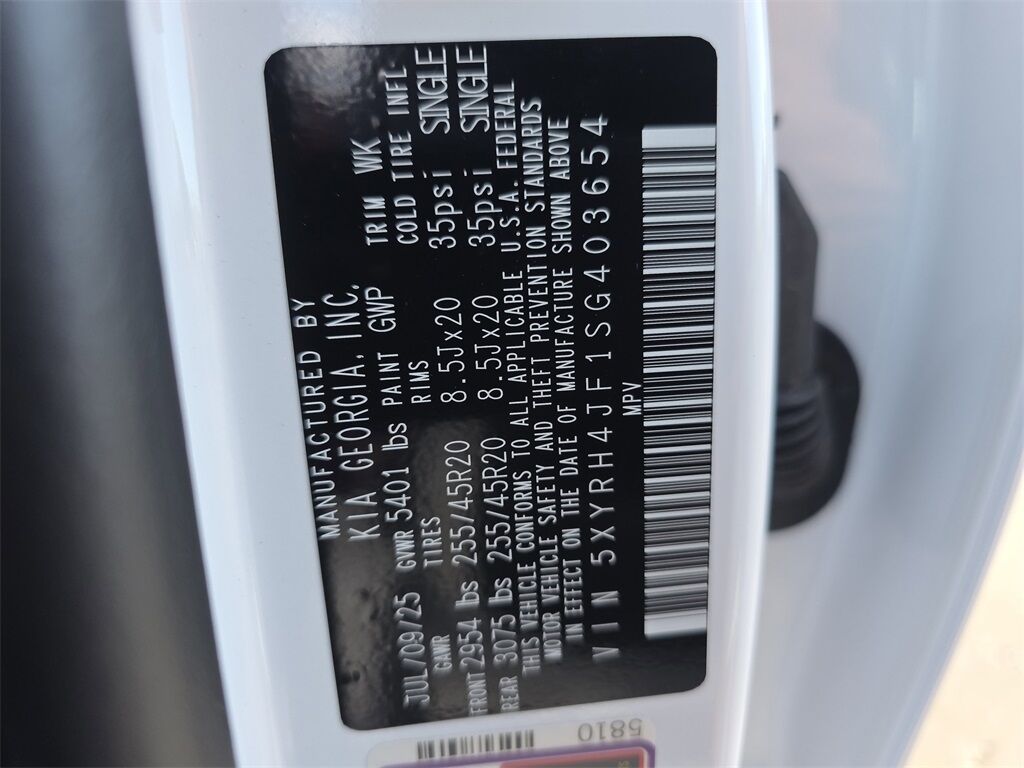 MANUFACTURED BY
KIA GEORGIA, INC.
JUL/09/25 GVWR 5401 lbs PAINT GWP TRIM WK
GAWR TIRES RIMS COLD TIRE INFL
FRONT 2954 lbs 255/45R20 8.5Jx20 35psi SINGLE
REAR 3075 lbs 255/45R20 8.5Jx20 35psi SINGLE
THIS VEHICLE CONFORMS TO ALL APPLICABLE U.S.A. FEDERAL
MOTOR VEHICLE SAFETY AND THEFT PREVENTION STANDARDS
IN EFFECT ON THE DATE OF MANUFACTURE SHOWN ABOVE
VIN 5XYRH4JF1SG403654
MPV
5810